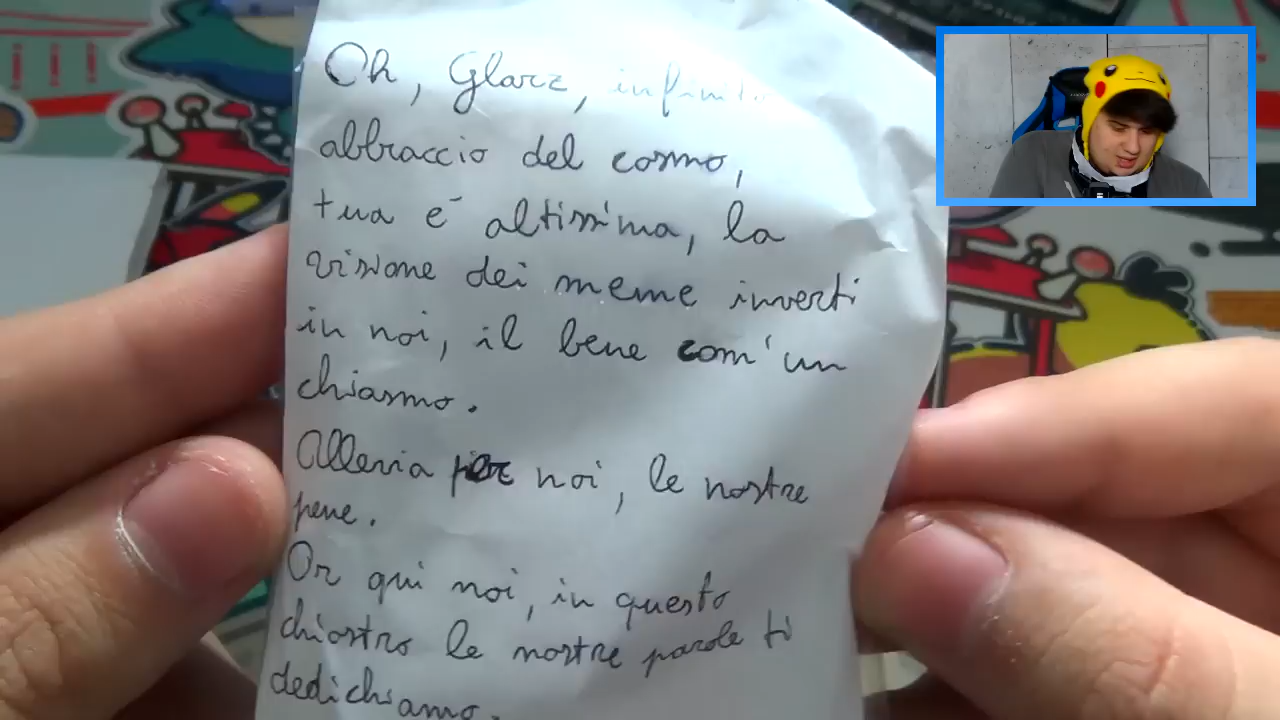 Oh, Glarz, infinito
abbraccio del cosmo,
tua è altissima, la
visione dei meme inverti
in noi, il bene com'un
chiasmo.
Allevia per noi, le nostre
pene.
Or qui noi, in questo
chiostro le nostre parole ti
dedichiamo.